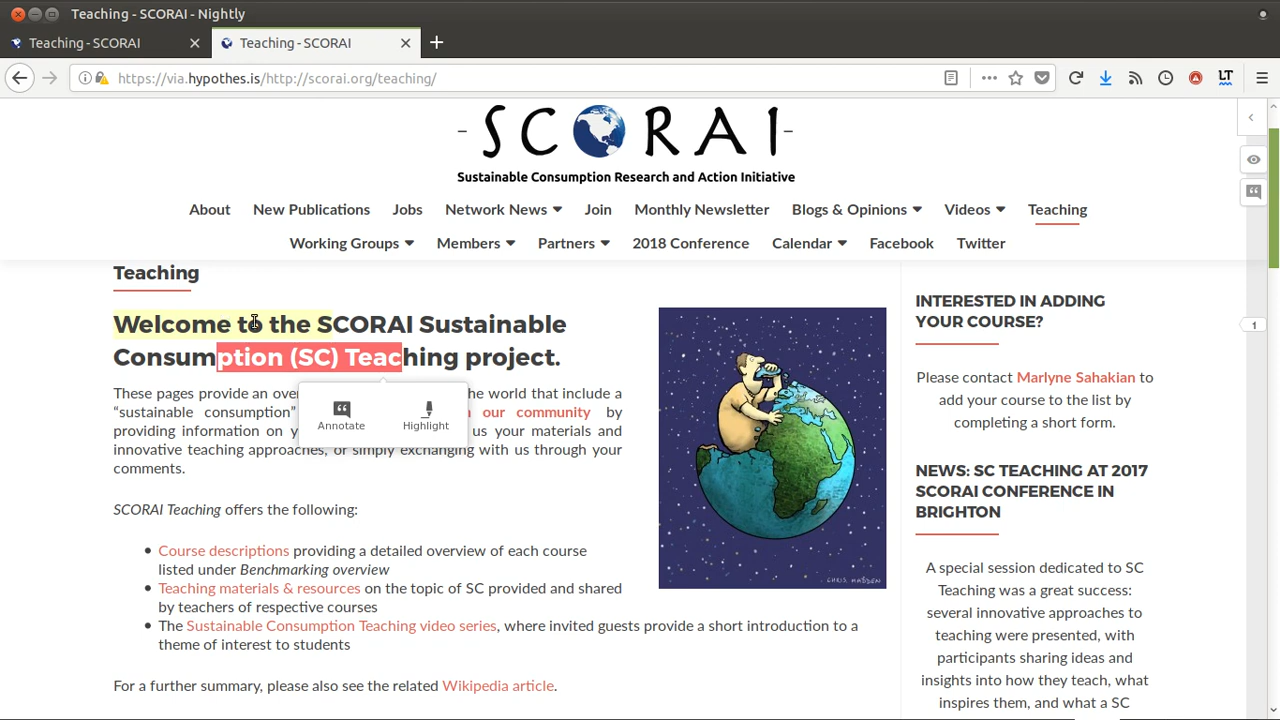 Teaching - SCORAI - Nightly
Teaching - SCORAI
Teaching - SCORAI
https://via.hypothes.is/http://scorai.org/teaching/
LT
- SCORAI -
Sustainable Consumption Research and Action Initiative
About New Publications Jobs Network News Join Monthly Newsletter Blogs & Opinions Videos Teaching
Working Groups Members Partners 2018 Conference Calendar Facebook Twitter
Teaching
Welcome to the SCORAI Sustainable
Consumption (SC) Teaching project.
These pages provide an over he world that include a
“sustainable consumption” our community by
providing information on y us your materials and
innovative teaching approaches, or simply exchanging with us through your
comments.
Annotate Highlight
SCORAI Teaching offers the following:
Course descriptions providing a detailed overview of each course
listed under Benchmarking overview
Teaching materials & resources on the topic of SC provided and shared
by teachers of respective courses
The Sustainable Consumption Teaching video series, where invited guests provide a short introduction to a
theme of interest to students
For a further summary, please also see the related Wikipedia article.
CHRIS MADDEN
INTERESTED IN ADDING
YOUR COURSE?
1
Please contact Marlyne Sahakian to
add your course to the list by
completing a short form.
NEWS: SC TEACHING AT 2017
SCORAI CONFERENCE IN
BRIGHTON
A special session dedicated to SC
Teaching was a great success:
several innovative approaches to
teaching were presented, with
participants sharing ideas and
insights into how they teach, what
inspires them, and what a SC